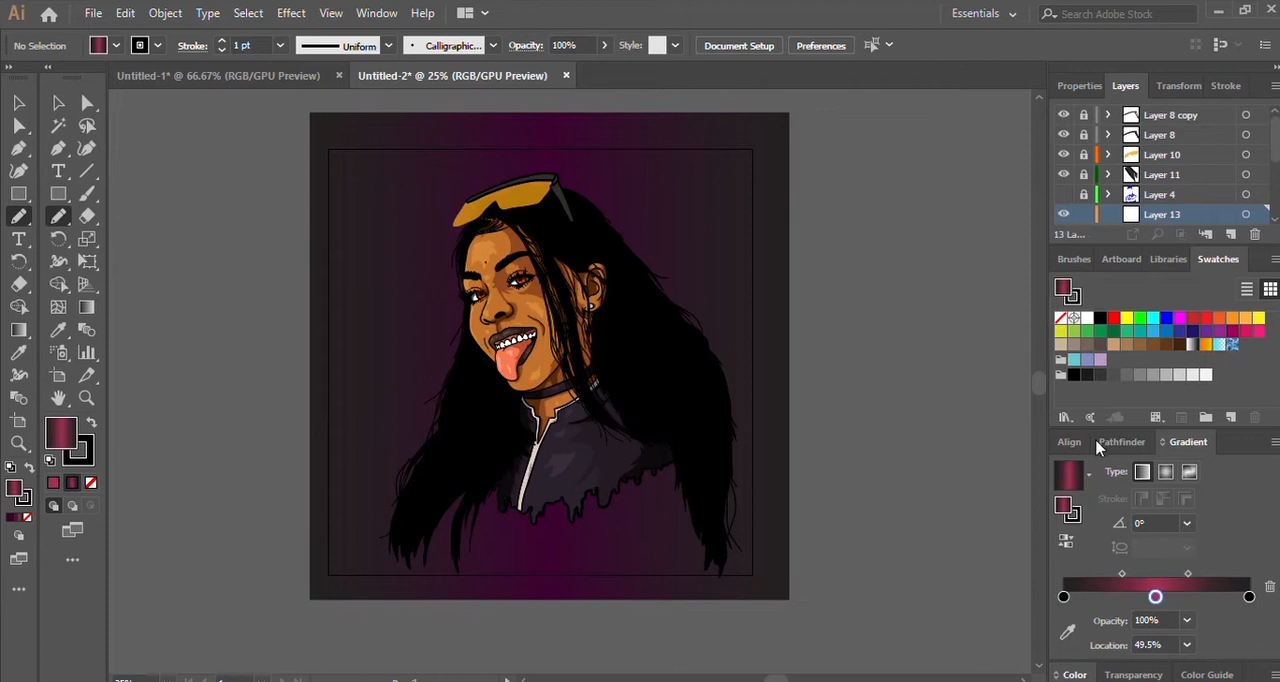 Ai File Edit Object Type Select Effect View Window Help Essentials Search Adobe Stock
No Selection Stroke: 1 pt Uniform Calligraphic... Opacity: 100% Style: Document Setup Preferences
Untitled-1* @ 66.67% (RGB/GPU Preview) × Untitled-2* @ 25% (RGB/GPU Preview) ×
Properties Layers Transform Stroke
Layer 8 copy
Layer 8
Layer 10
Layer 11
Layer 4
Layer 13
13 La...
Brushes Artboard Libraries Swatches
Align Pathfinder Gradient
Type:
Stroke:
0°
Opacity: 100%
Location: 49.5%
Color Transparency Color Guide